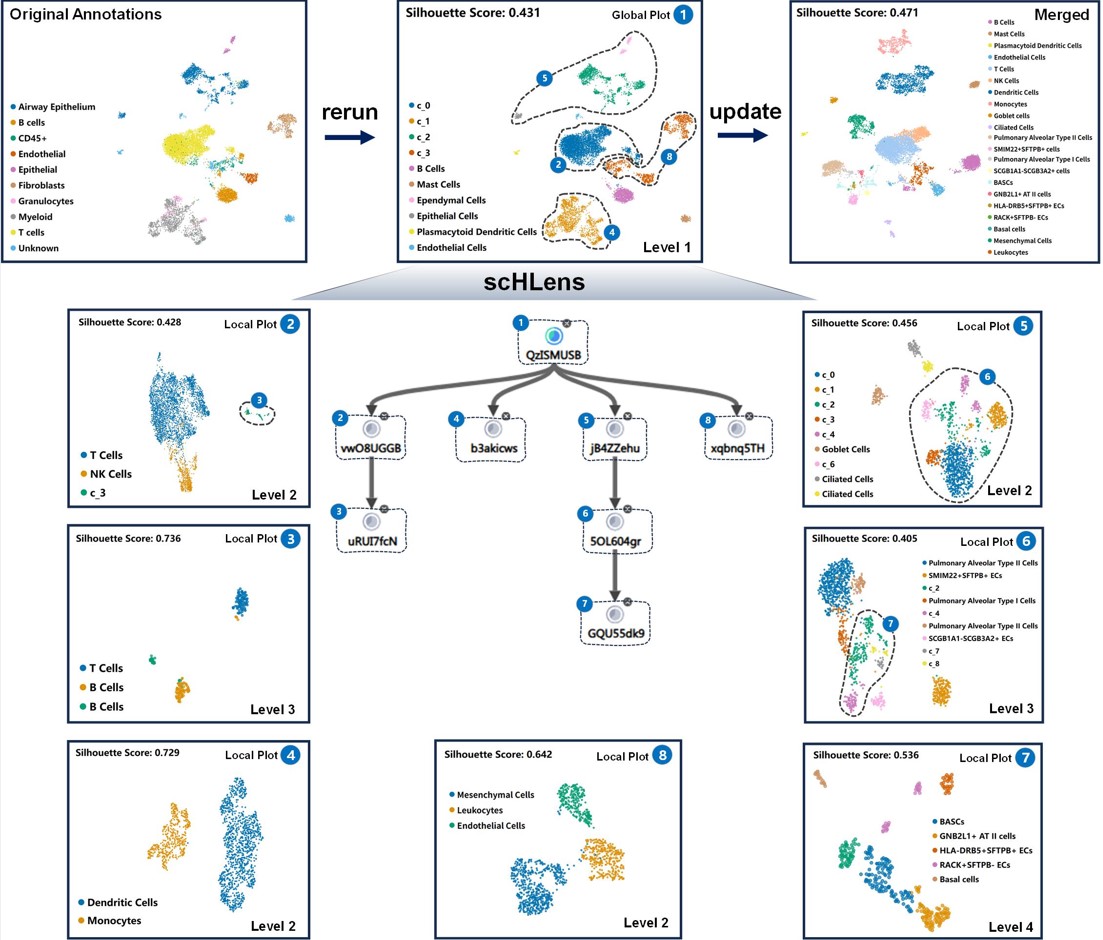 Original Annotations
Airway Epithelium
B cells
CD45+
Endothelial
Epithelial
Fibroblasts
Granulocytes
Myeloid
T cells
Unknown
rerun
Silhouette Score: 0.431
Global Plot 1
5
2
8
4
c_0
c_1
c_2
c_3
B Cells
Mast Cells
Ependymal Cells
Epithelial Cells
Plasmacytoid Dendritic Cells
Endothelial Cells
Level 1
update
Silhouette Score: 0.471
Merged
B Cells
Mast Cells
Plasmacytoid Dendritic Cells
Endothelial Cells
T Cells
NK Cells
Dendritic Cells
Monocytes
Goblet cells
Ciliated Cells
Pulmonary Alveolar Type II Cells
SMIM22+SFTPB+ cells
Pulmonary Alveolar Type I Cells
SCGB1A1-SCGB3A2+ cells
BASCs
GNB2L1+ AT II cells
HLA-DRB5+SFTPB+ ECs
RACK+SFTPB- ECs
Basal cells
Mesenchymal Cells
Leukocytes
scHLens
Silhouette Score: 0.428
Local Plot 2
3
T Cells
NK Cells
c_3
Level 2
1
QzISMUSB
2
vwO8UGGB
4
b3akicws
5
jB4ZZehu
8
xqbnq5TH
3
uRUI7fcN
6
5OL604gr
7
GQU55dk9
Silhouette Score: 0.456
Local Plot 5
6
c_0
c_1
c_2
c_3
c_4
Goblet Cells
c_6
Ciliated Cells
Ciliated Cells
Level 2
Silhouette Score: 0.736
Local Plot 3
T Cells
B Cells
B Cells
Level 3
Silhouette Score: 0.405
Local Plot 6
7
Pulmonary Alveolar Type II Cells
SMIM22+SFTPB+ ECs
c_2
Pulmonary Alveolar Type I Cells
c_4
Pulmonary Alveolar Type II Cells
SCGB1A1-SCGB3A2+ ECs
c_7
c_8
Level 3
Silhouette Score: 0.729
Local Plot 4
Dendritic Cells
Monocytes
Level 2
Silhouette Score: 0.642
Local Plot 8
Mesenchymal Cells
Leukocytes
Endothelial Cells
Level 2
Silhouette Score: 0.536
Local Plot 7
BASCs
GNB2L1+ AT II cells
HLA-DRB5+SFTPB+ ECs
RACK+SFTPB- ECs
Basal cells
Level 4